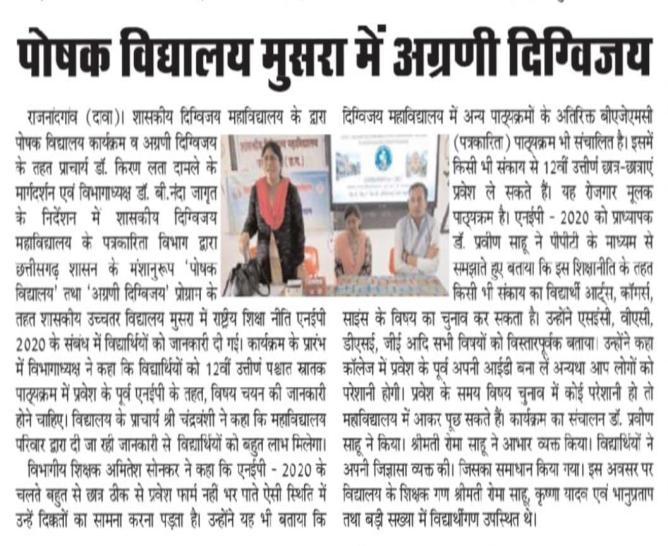 पोषक विद्यालय मुसरा में अग्रणी दिग्विजय
राजनांदगांव (दावा)। शासकीय दिग्विजय महाविद्यालय के द्वारा
पोषक विद्यालय कार्यक्रम व अग्रणी दिग्विजय
के तहत प्राचार्य डॉ. किरण लता दामले के
मार्गदर्शन एवं विभागाध्यक्ष डॉ. बी.नंदा जागृत
के निर्देशन में शासकीय दिग्विजय
महाविद्यालय के पत्रकारिता विभाग द्वारा
छत्तीसगढ़ शासन के मंशानुरूप 'पोषक
विद्यालय' तथा 'अग्रणी दिग्विजय' प्रोग्राम के
तहत शासकीय उच्चतर विद्यालय मुसरा में राष्ट्रीय शिक्षा नीति एनईपी
2020 के संबंध में विद्यार्थियों को जानकारी दी गई। कार्यक्रम के प्रारंभ
में विभागाध्यक्ष ने कहा कि विद्यार्थियों को 12वीं उत्तीर्ण पश्चात स्नातक
पाठ्यक्रम में प्रवेश के पूर्व एनईपी के तहत, विषय चयन की जानकारी
होने चाहिए। विद्यालय के प्राचार्य श्री चंद्रवंशी ने कहा कि महाविद्यालय
परिवार द्वारा दी जा रही जानकारी से विद्यार्थियों को बहुत लाभ मिलेगा।
विभागीय शिक्षक अमितेश सोनकर ने कहा कि एनईपी - 2020 के
चलते बहुत से छात्र ठीक से प्रवेश फार्म नहीं भर पाते ऐसी स्थिति में
उन्हें दिक्कतों का सामना करना पड़ता है। उन्होंने यह भी बताया कि
दिग्विजय महाविद्यालय में अन्य पाठ्यक्रमों के अतिरिक्त बीएजेएमसी
(पत्रकारिता) पाठ्यक्रम भी संचालित है। इसमें
किसी भी संकाय से 12वीं उत्तीर्ण छात्र-छात्राएं
प्रवेश ले सकते हैं। यह रोजगार मूलक
पाठ्यक्रम है। एनईपी - 2020 को प्राध्यापक
डॉ. प्रवीण साहू ने पीपीटी के माध्यम से
समझाते हुए बताया कि इस शिक्षानीति के तहत
किसी भी संकाय का विद्यार्थी आर्ट्स, कॉमर्स,
साइंस के विषय का चुनाव कर सकता है। उन्होंने एसईसी, वीएसी,
डीएसई, जीई आदि सभी विषयों को विस्तारपूर्वक बताया। उन्होंने कहा
कॉलेज में प्रवेश के पूर्व अपनी आईडी बना लें अन्यथा आप लोगों को
परेशानी होगी। प्रवेश के समय विषय चुनाव में कोई परेशानी हो तो
महाविद्यालय में आकर पूछ सकते हैं। कार्यक्रम का संचालन डॉ. प्रवीण
साहू ने किया। श्रीमती रोमा साहू ने आभार व्यक्त किया। विद्यार्थियों ने
अपनी जिज्ञासा व्यक्त की। जिसका समाधान किया गया। इस अवसर पर
विद्यालय के शिक्षक गण श्रीमती रोमा साहू, कृष्णा यादव एवं भानुप्रताप
तथा बड़ी संख्या में विद्यार्थीगण उपस्थित थे।